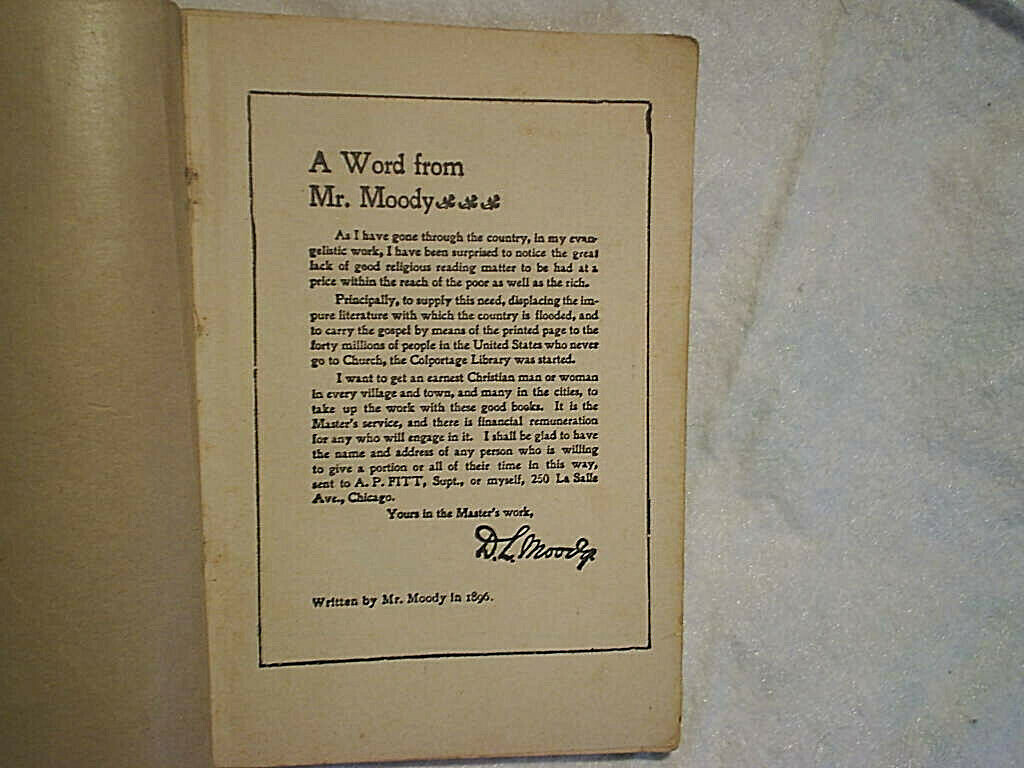 A Word from
Mr. Moody
As I have gone through the country, in my evan-
gelistic work, I have been surprised to notice the great
lack of good religious reading matter to be had at a
price within the reach of the poor as well as the rich.
Principally, to supply this need, displacing the im-
pure literature with which the country is flooded, and
to carry the gospel by means of the printed page to the
forty millions of people in the United States who never
go to Church, the Colportage Library was started.
I want to get an earnest Christian man or woman
in every village and town, and many in the cities, to
take up the work with these good books. It is the
Master's service, and there is financial remuneration
for any who will engage in it. I shall be glad to have
the name and address of any person who is willing
to give a portion or all of their time in this way,
sent to A. P. FITT, Supt., or myself, 250 La Salle
Ave., Chicago.
Yours in the Master's work,
D. L. Moody
Written by Mr. Moody in 1896.